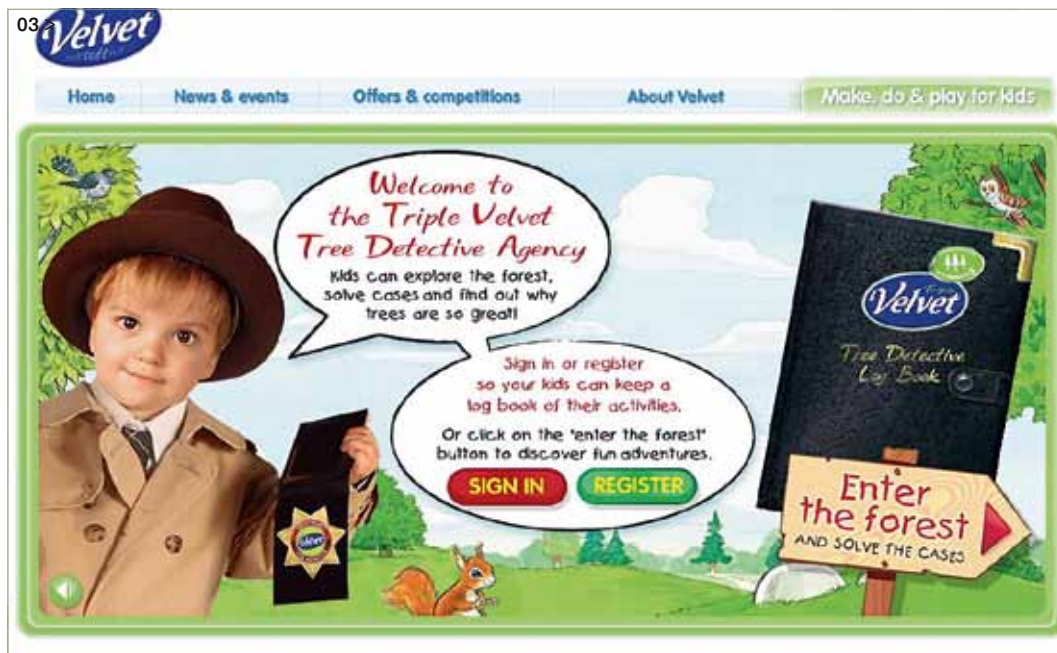 03 >
Velvet
soft
Home News & events Offers & competitions About Velvet Make, do & play for kids
Welcome to
the Triple Velvet
Tree Detective Agency
Kids can explore the forest,
solve cases and find out why
trees are so great!
Sign in or register
so your kids can keep a
log book of their activities.
Or click on the 'enter the forest'
button to discover fun adventures.
SIGN IN REGISTER
Triple
Velvet
Tree Detective
Log Book
Enter
the forest
AND SOLVE THE CASES
Velvet